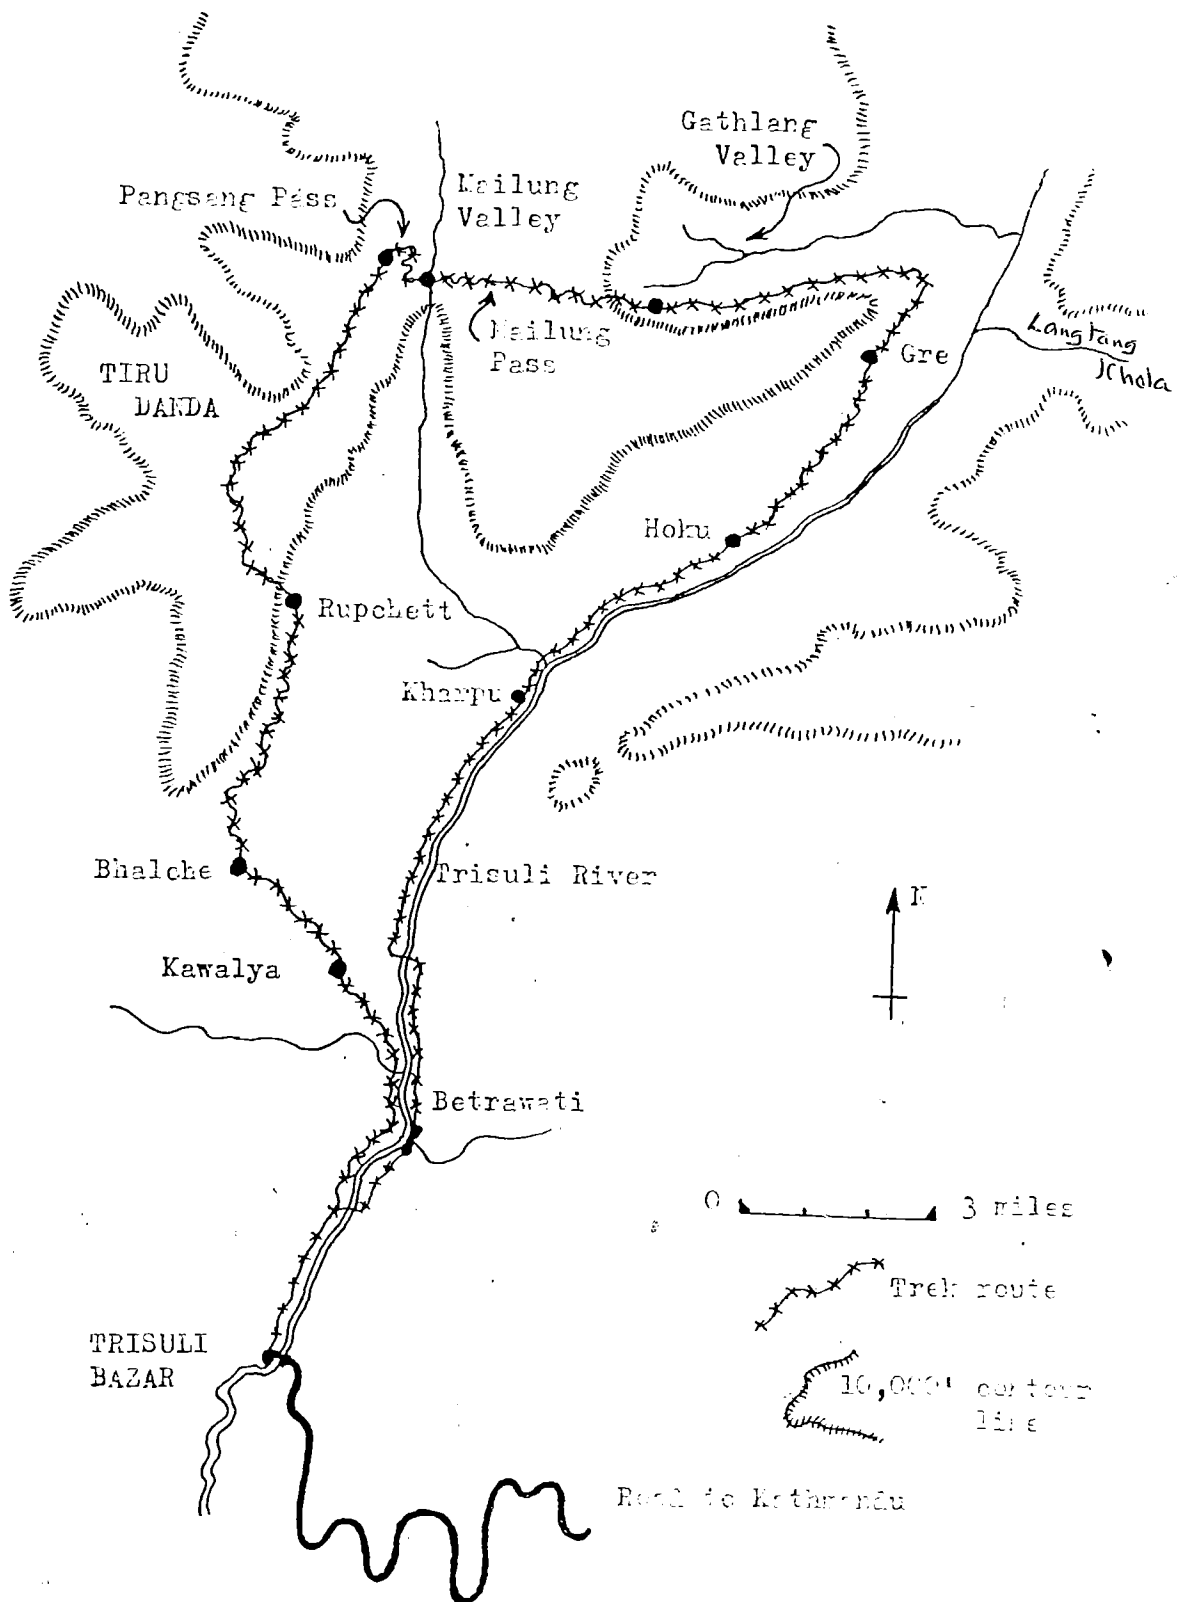 Gathlang
Valley
Pangsang Pass
Mailung
Valley
Mailung
Pass
Langtang
Khola
TIRU
DANDA
Gre
Hoku
Rupchett
Kharpu
Bhalche
Trisuli River
N
Kawalya
Betrawati
0 3 miles
Trek route
TRISULI
BAZAR
10,000' contour
line
Road to Kathmandu